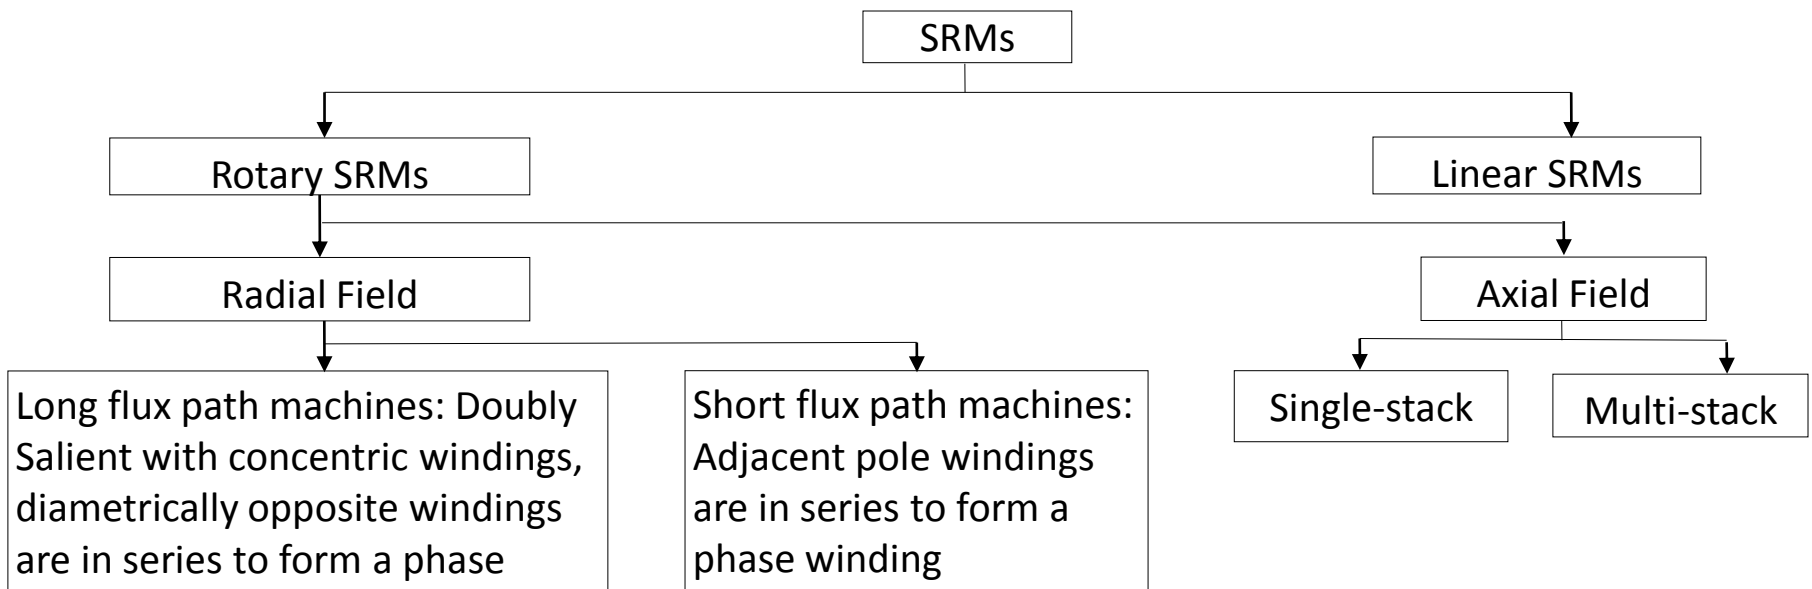 SRMs
Rotary SRMs
Linear SRMs
Radial Field
Axial Field
Long flux path machines: Doubly
Salient with concentric windings,
diametrically opposite windings
are in series to form a phase
Short flux path machines:
Adjacent pole windings
are in series to form a
phase winding
Single-stack
Multi-stack